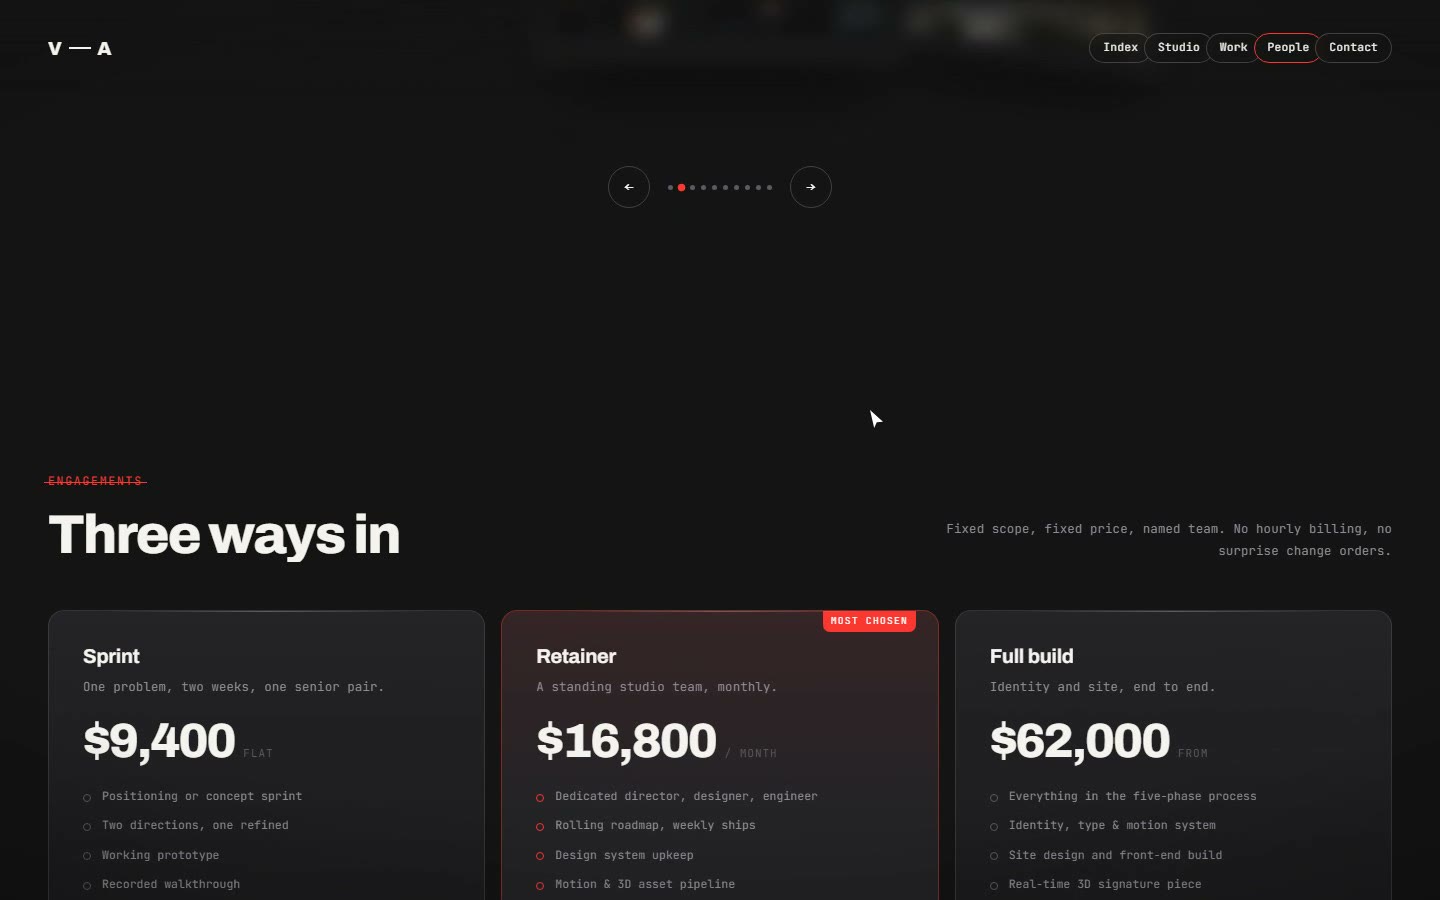 V — A
Index Studio Work People Contact
ENGAGEMENTS
Three ways in
Fixed scope, fixed price, named team. No hourly billing, no
surprise change orders.
Sprint
One problem, two weeks, one senior pair.
$9,400 FLAT
Positioning or concept sprint
Two directions, one refined
Working prototype
Recorded walkthrough
MOST CHOSEN
Retainer
A standing studio team, monthly.
$16,800 / MONTH
Dedicated director, designer, engineer
Rolling roadmap, weekly ships
Design system upkeep
Motion & 3D asset pipeline
Full build
Identity and site, end to end.
$62,000 FROM
Everything in the five-phase process
Identity, type & motion system
Site design and front-end build
Real-time 3D signature piece